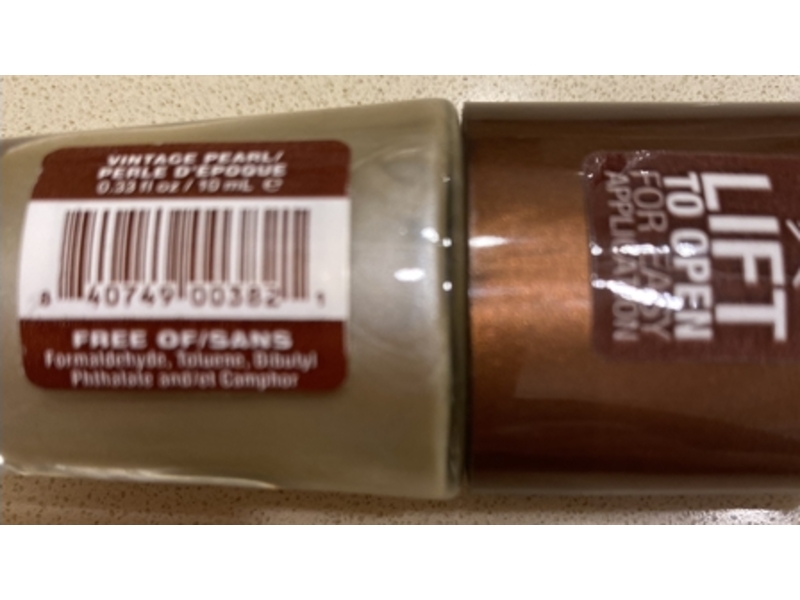 VINTAGE PEARL/
PERLE D'ÉPOQUE
0.33 fl oz / 10 mL e
8 40749 00382 1
FREE OF/SANS
Formaldehyde, Toluene, Dibutyl
Phthalate and/et Camphor
LIFT
TO OPEN
FOR EASY
APPLICATION